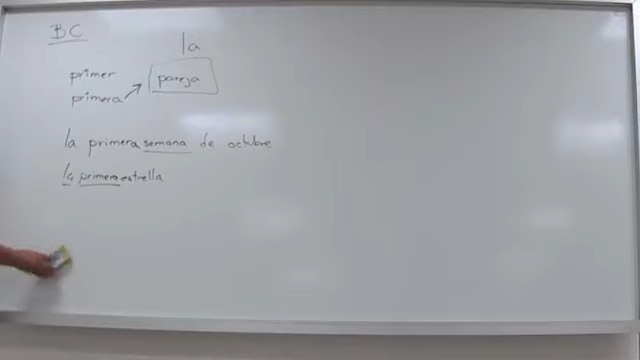 BC
la
primer
pareja
primera
la primera semana de octubre
la primera estrella